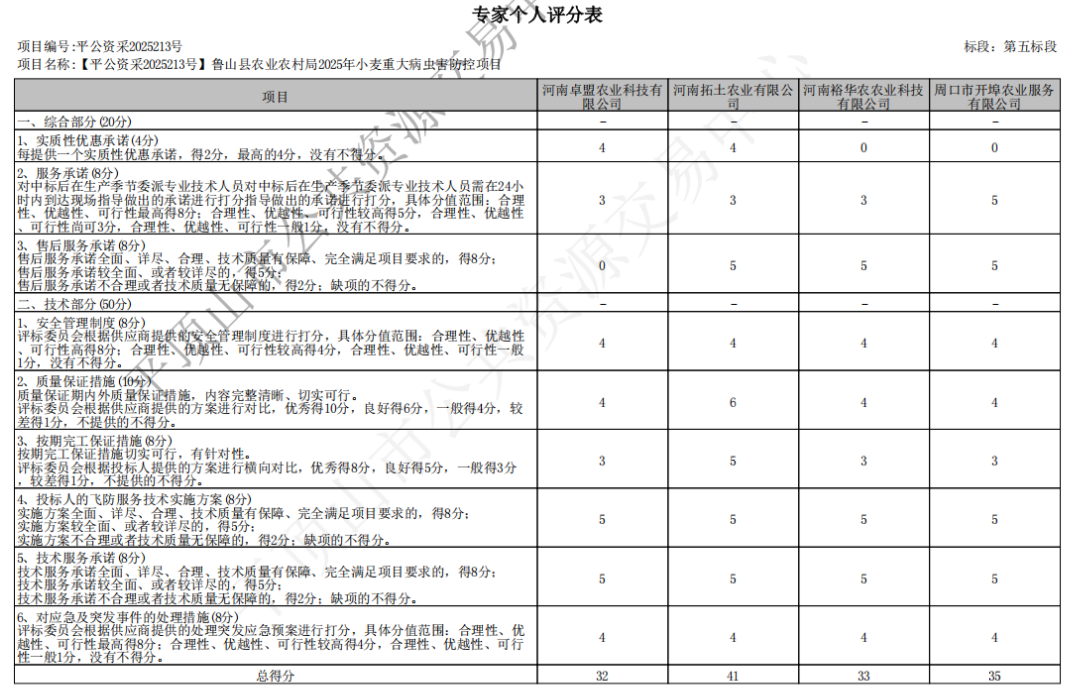 专家个人评分表
项目编号:平公资采2025213号
标段：第五标段
项目名称:【平公资采2025213号】鲁山县农业农村局2025年小麦重大病虫害防控项目
项目
河南卓盟农业科技有
限公司
河南拓土农业有限公
司
河南裕华农农业科技
有限公司
周口市开埠农业服务
有限公司
一、综合部分(20分)
—
—
—
—
1、实质性优惠承诺(4分)
每提供一个实质性优惠承诺，得2分，最高的4分，没有不得分。
4
4
0
0
2、服务承诺(8分)
对中标后在生产季节委派专业技术人员对中标后在生产季节委派专业技术人员需在24小
时内到达现场指导做出的承诺进行打分指导做出的承诺进行打分，具体分值范围：合理
性、优越性、可行性最高得8分；合理性、优越性、可行性较高得5分，合理性、优越性
、可行性尚可3分，合理性、优越性、可行性一般1分，没有不得分。
3
3
3
5
3、售后服务承诺(8分)
售后服务承诺全面、详尽、合理、技术质量有保障、完全满足项目要求的，得8分；
售后服务承诺较全面、或者较详尽的，得5分；
售后服务承诺不合理或者技术质量无保障的，得2分；缺项的不得分。
0
5
5
5
二、技术部分(50分)
—
—
—
—
1、安全管理制度(8分)
评标委员会根据供应商提供的安全管理制度进行打分，具体分值范围：合理性、优越性
、可行性高得8分；合理性、优越性、可行性较高得4分，合理性、优越性、可行性一般
1分，没有不得分。
4
4
4
4
2、质量保证措施(10分)
质量保证期内外质量保证措施，内容完整清晰、切实可行。
评标委员会根据供应商提供的方案进行对比，优秀得10分，良好得6分，一般得4分，较
差得1分，不提供的不得分。
4
6
4
4
3、按期完工保证措施(8分)
按期完工保证措施切实可行，有针对性。
评标委员会根据投标人提供的方案进行横向对比，优秀得8分，良好得5分，一般得3分
，较差得1分，不提供的不得分。
3
5
3
3
4、投标人的飞防服务技术实施方案(8分)
实施方案全面、详尽、合理、技术质量有保障、完全满足项目要求的，得8分；
实施方案较全面、或者较详尽的，得5分；
实施方案不合理或者技术质量无保障的，得2分；缺项的不得分。
5
5
5
5
5、技术服务承诺(8分)
技术服务承诺全面、详尽、合理、技术质量有保障、完全满足项目要求的，得8分；
技术服务承诺较全面、或者较详尽的，得5分；
技术服务承诺不合理或者技术质量无保障的，得2分；缺项的不得分。
5
5
5
5
6、对应急及突发事件的处理措施(8分)
评标委员会根据供应商提供的处理突发应急预案进行打分，具体分值范围：合理性、优
越性、可行性最高得8分；合理性、优越性、可行性较高得4分，合理性、优越性、可行
性一般1分，没有不得分。
4
4
4
4
总得分
32
41
33
35
平顶山市公共资源交易中
平顶山市公共资源交易中心